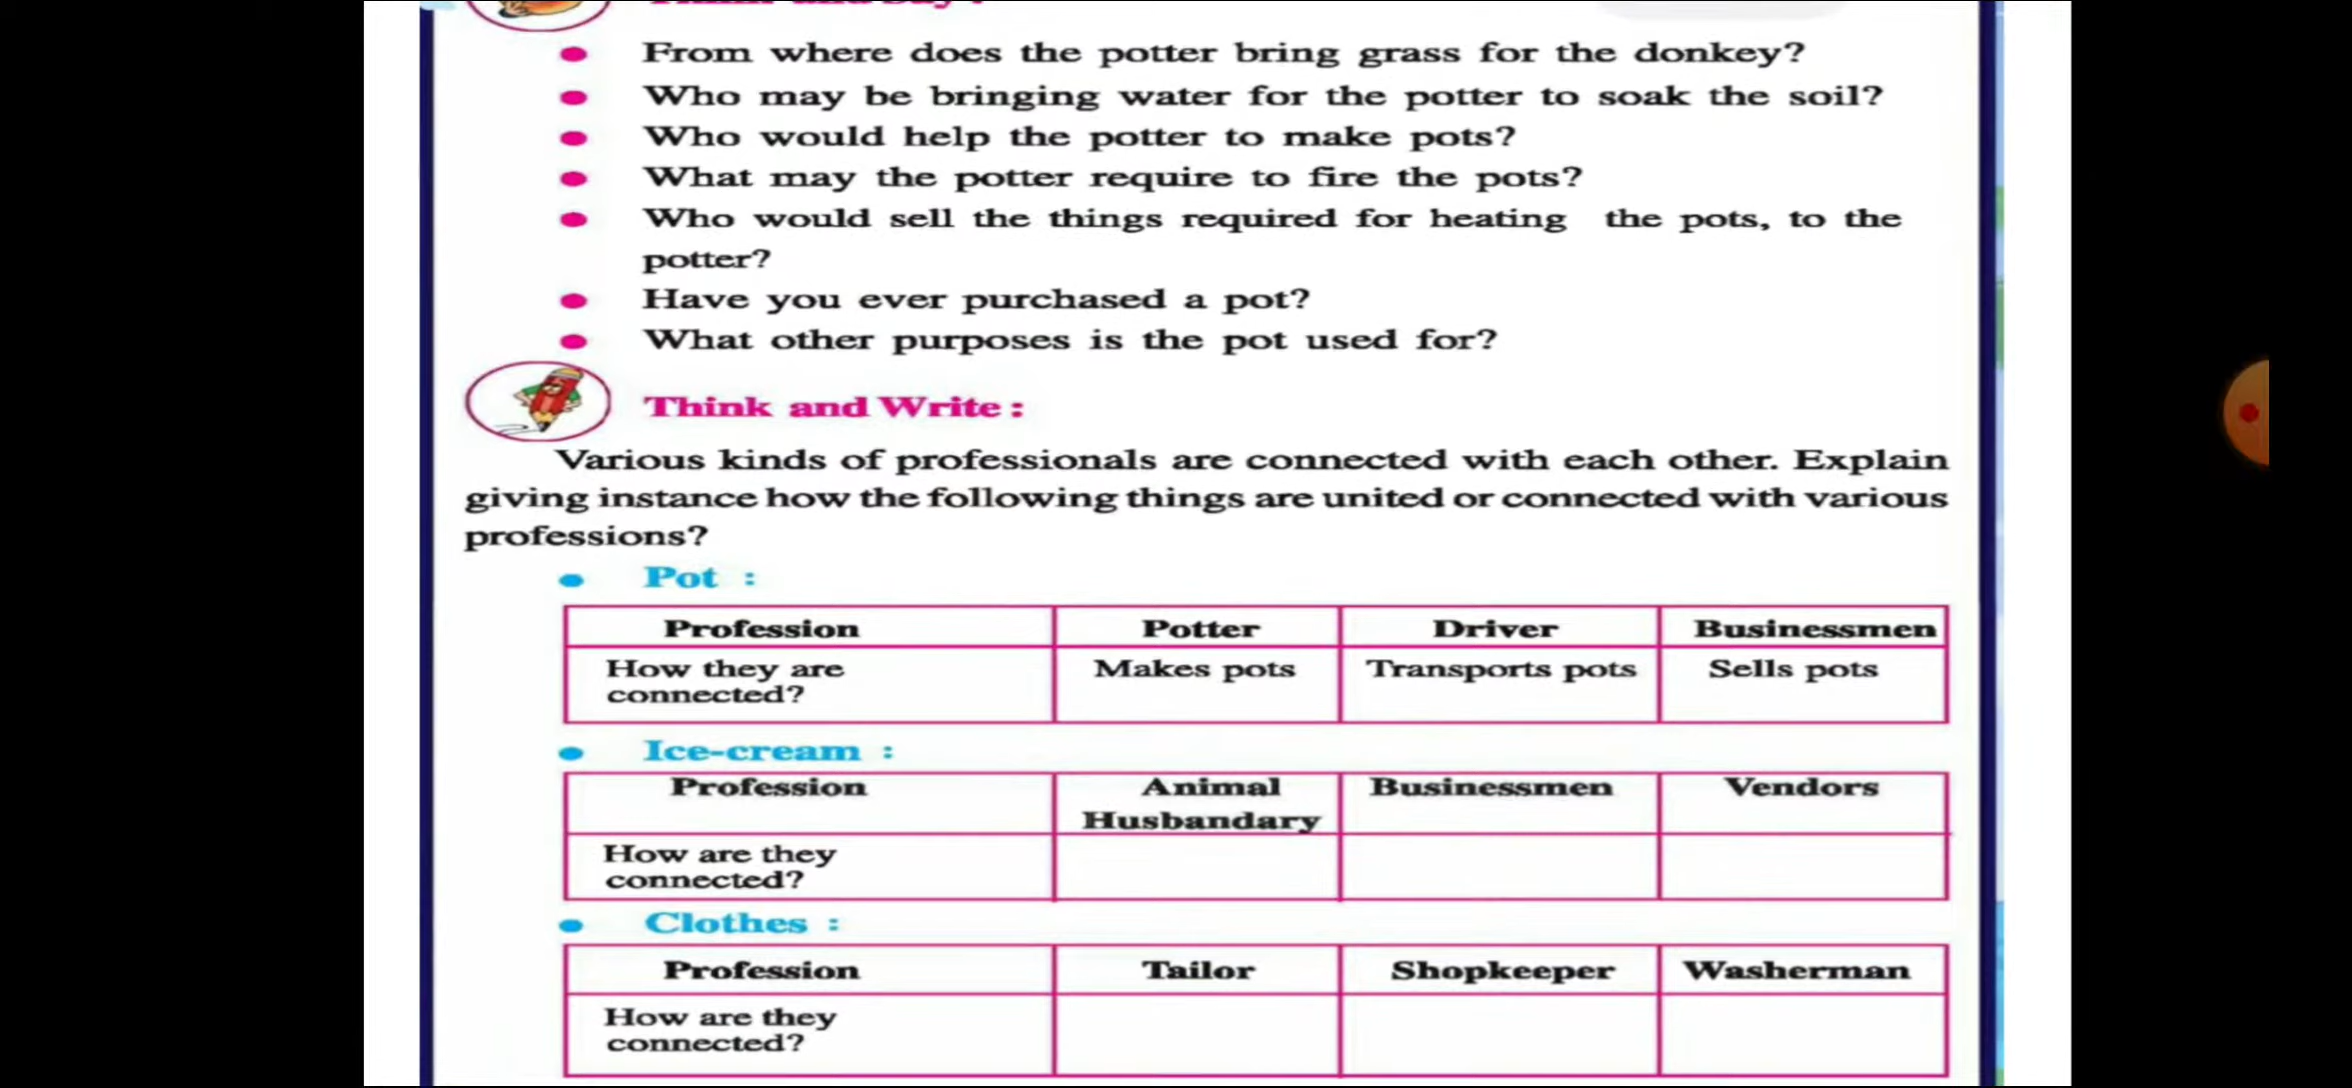 From where does the potter bring grass for the donkey?
Who may be bringing water for the potter to soak the soil?
Who would help the potter to make pots?
What may the potter require to fire the pots?
Who would sell the things required for heating the pots, to the
potter?
Have you ever purchased a pot?
What other purposes is the pot used for?
Think and Write :
Various kinds of professionals are connected with each other. Explain
giving instance how the following things are united or connected with various
professions?
Pot :
Profession Potter Driver Businessmen
How they are Makes pots Transports pots Sells pots
connected?
Ice-cream :
Profession Animal Businessmen Vendors
Husbandary
How are they
connected?
Clothes :
Profession Tailor Shopkeeper Washerman
How are they
connected?